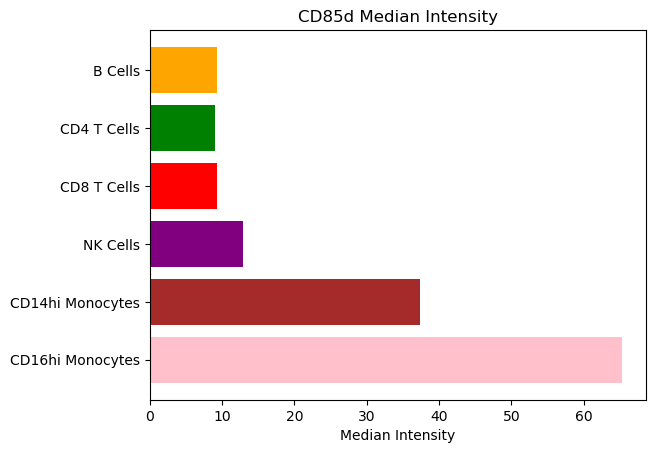 CD85d Median Intensity
B Cells
CD4 T Cells
CD8 T Cells
NK Cells
CD14hi Monocytes
CD16hi Monocytes
0 10 20 30 40 50 60
Median Intensity